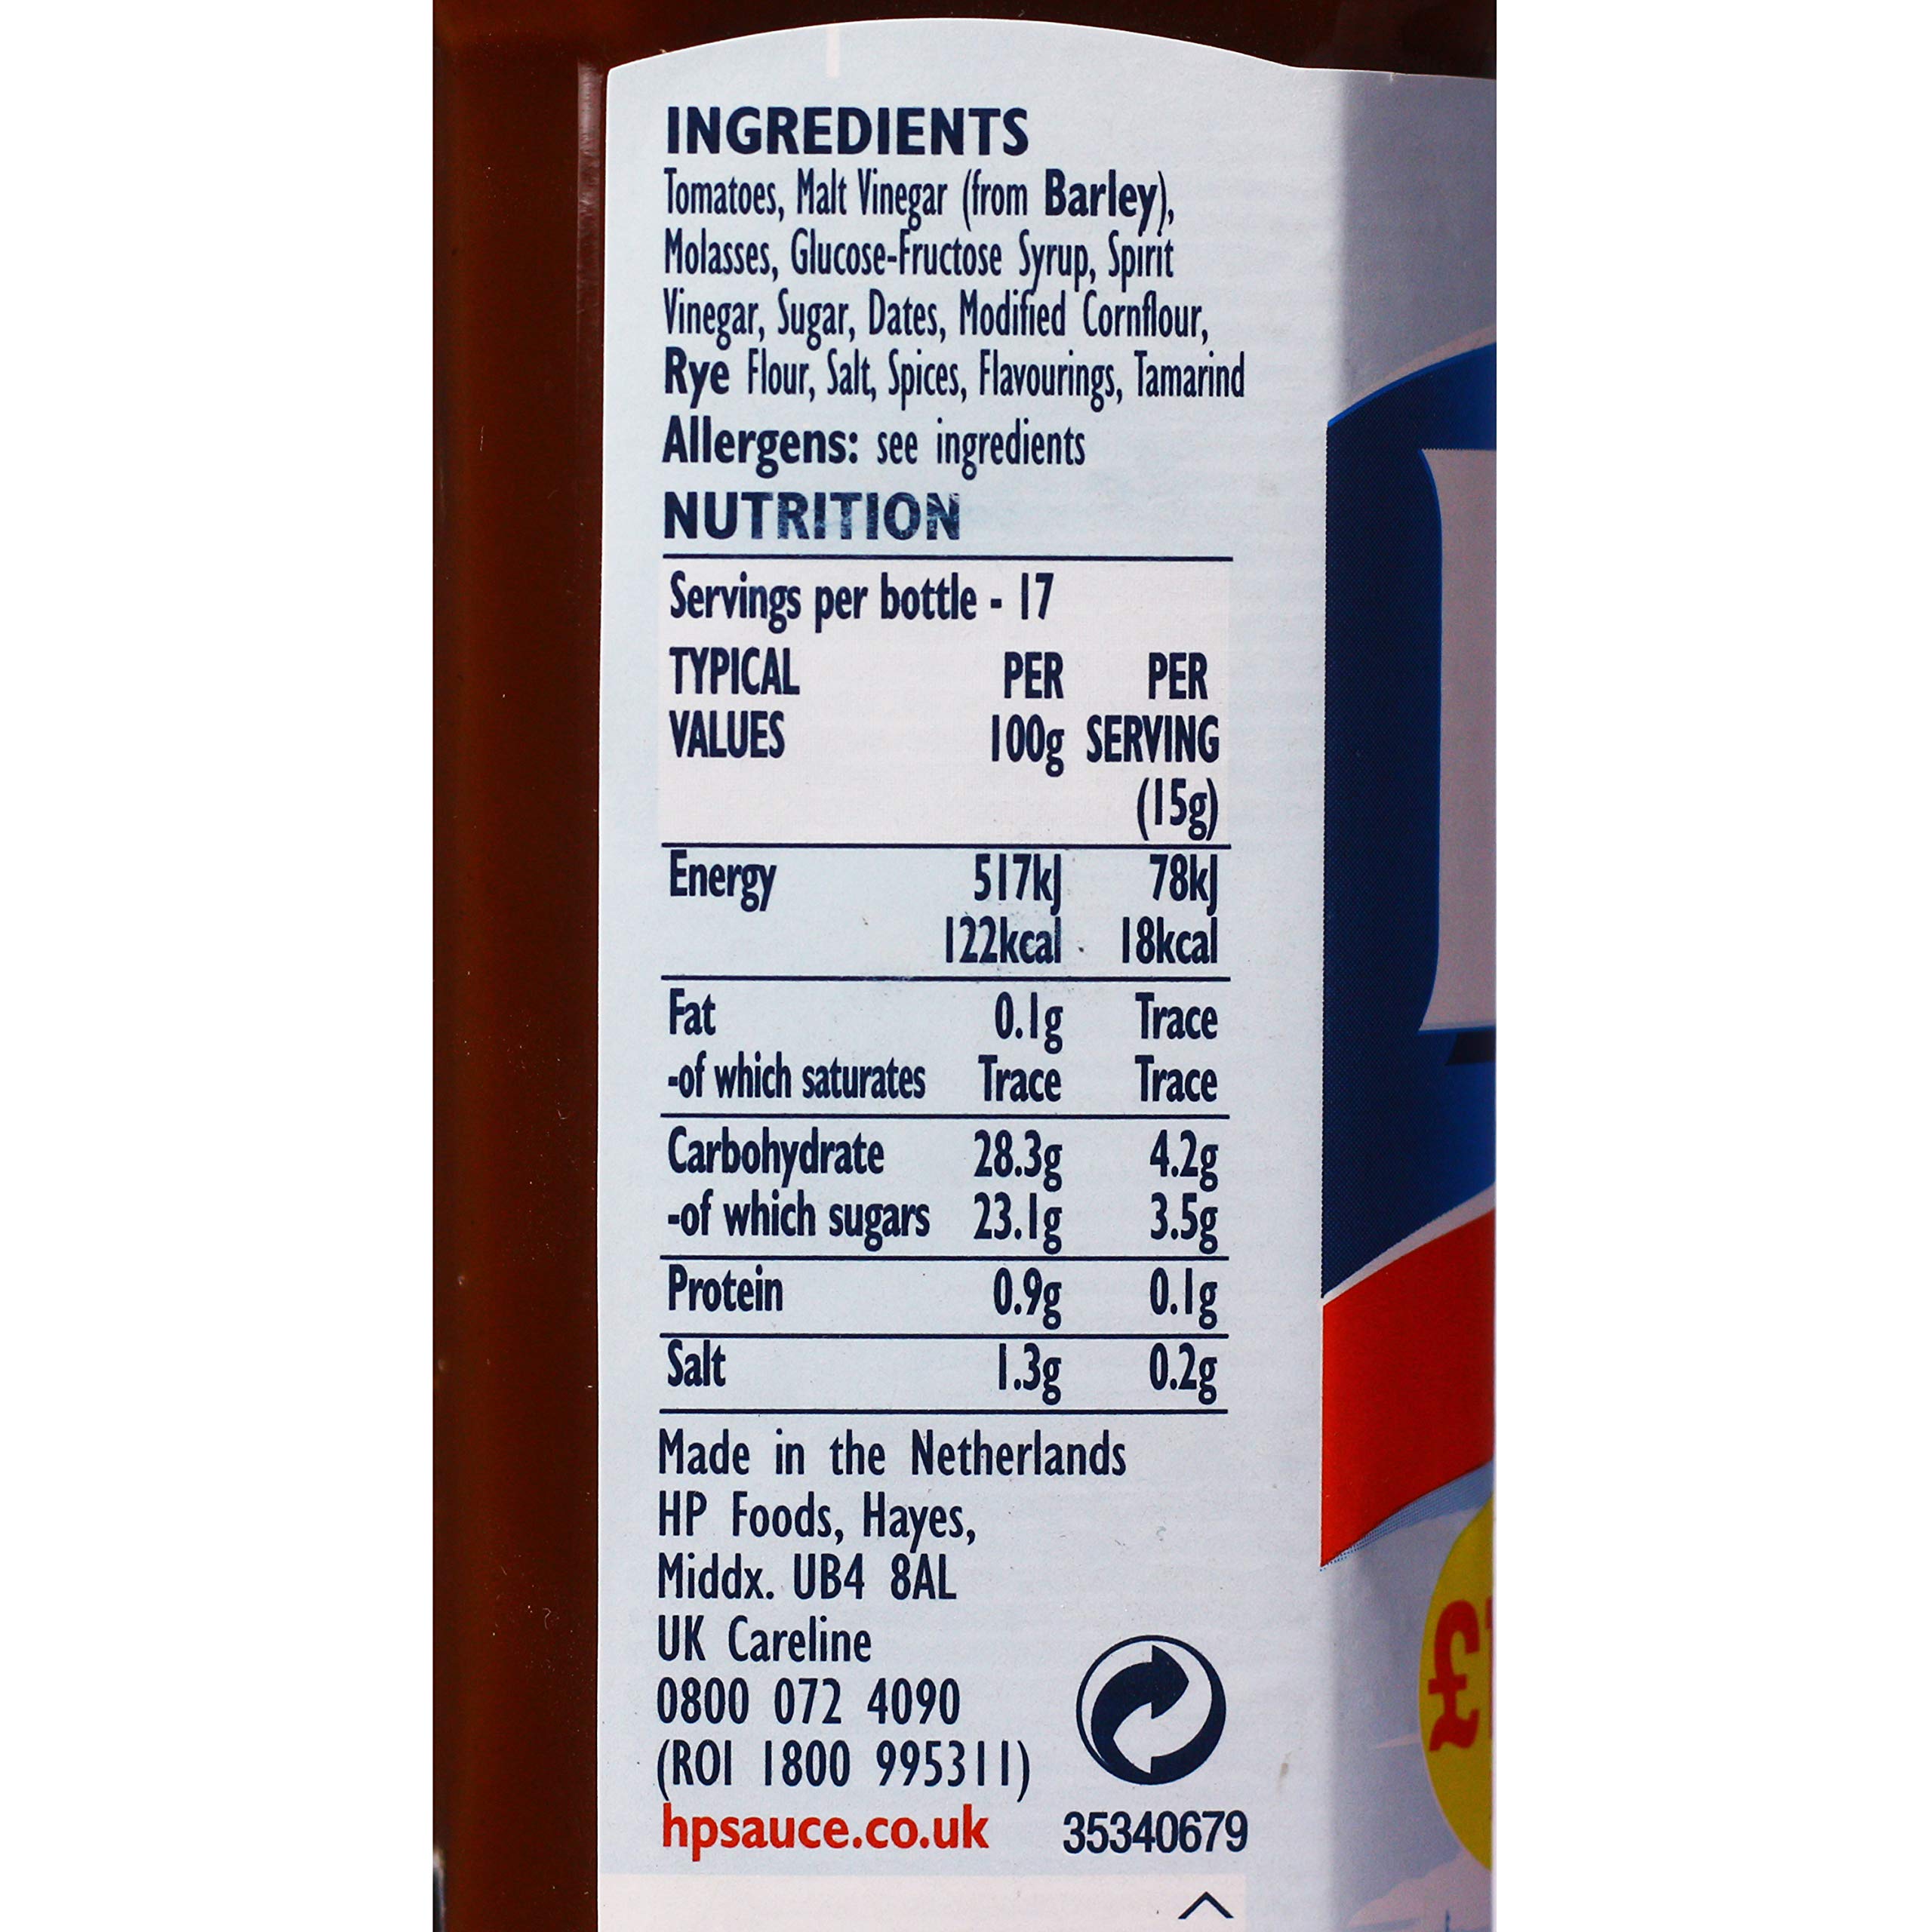 INGREDIENTS
Tomatoes, Malt Vinegar (from Barley),
Molasses, Glucose-Fructose Syrup, Spirit
Vinegar, Sugar, Dates, Modified Cornflour,
Rye Flour, Salt, Spices, Flavourings, Tamarind
Allergens: see ingredients
NUTRITION
Servings per bottle - 17
TYPICAL PER PER
VALUES 100g SERVING
(15g)
Energy 517kJ 78kJ
122kcal 18kcal
Fat 0.1g Trace
-of which saturates Trace Trace
Carbohydrate 28.3g 4.2g
-of which sugars 23.1g 3.5g
Protein 0.9g 0.1g
Salt 1.3g 0.2g
Made in the Netherlands
HP Foods, Hayes,
Middx. UB4 8AL
UK Careline
0800 072 4090
(ROI 1800 995311)
hpsauce.co.uk 35340679
£